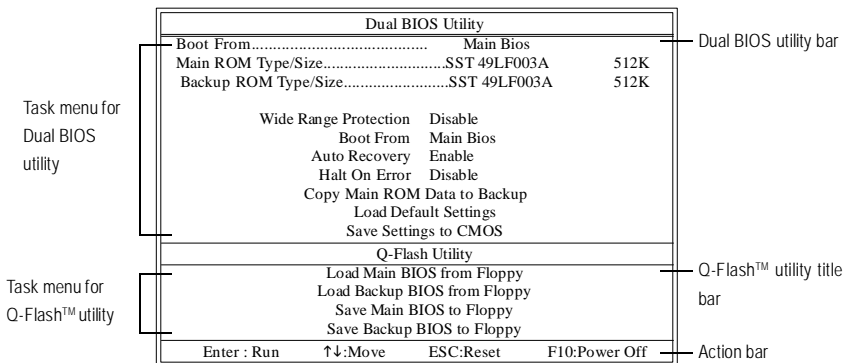 Dual BIOS Utility
Boot From.......................................... Main Bios
Main ROM Type/Size.............................SST 49LF003A 512K
Backup ROM Type/Size.........................SST 49LF003A 512K
Wide Range Protection Disable
Boot From Main Bios
Auto Recovery Enable
Halt On Error Disable
Copy Main ROM Data to Backup
Load Default Settings
Save Settings to CMOS
Q-Flash Utility
Load Main BIOS from Floppy
Load Backup BIOS from Floppy
Save Main BIOS to Floppy
Save Backup BIOS to Floppy
Enter : Run ↑↓:Move ESC:Reset F10:Power Off
Task menu for
Dual BIOS
utility
Task menu for
Q-Flash™ utility
Dual BIOS utility bar
Q-Flash™ utility title
bar
Action bar